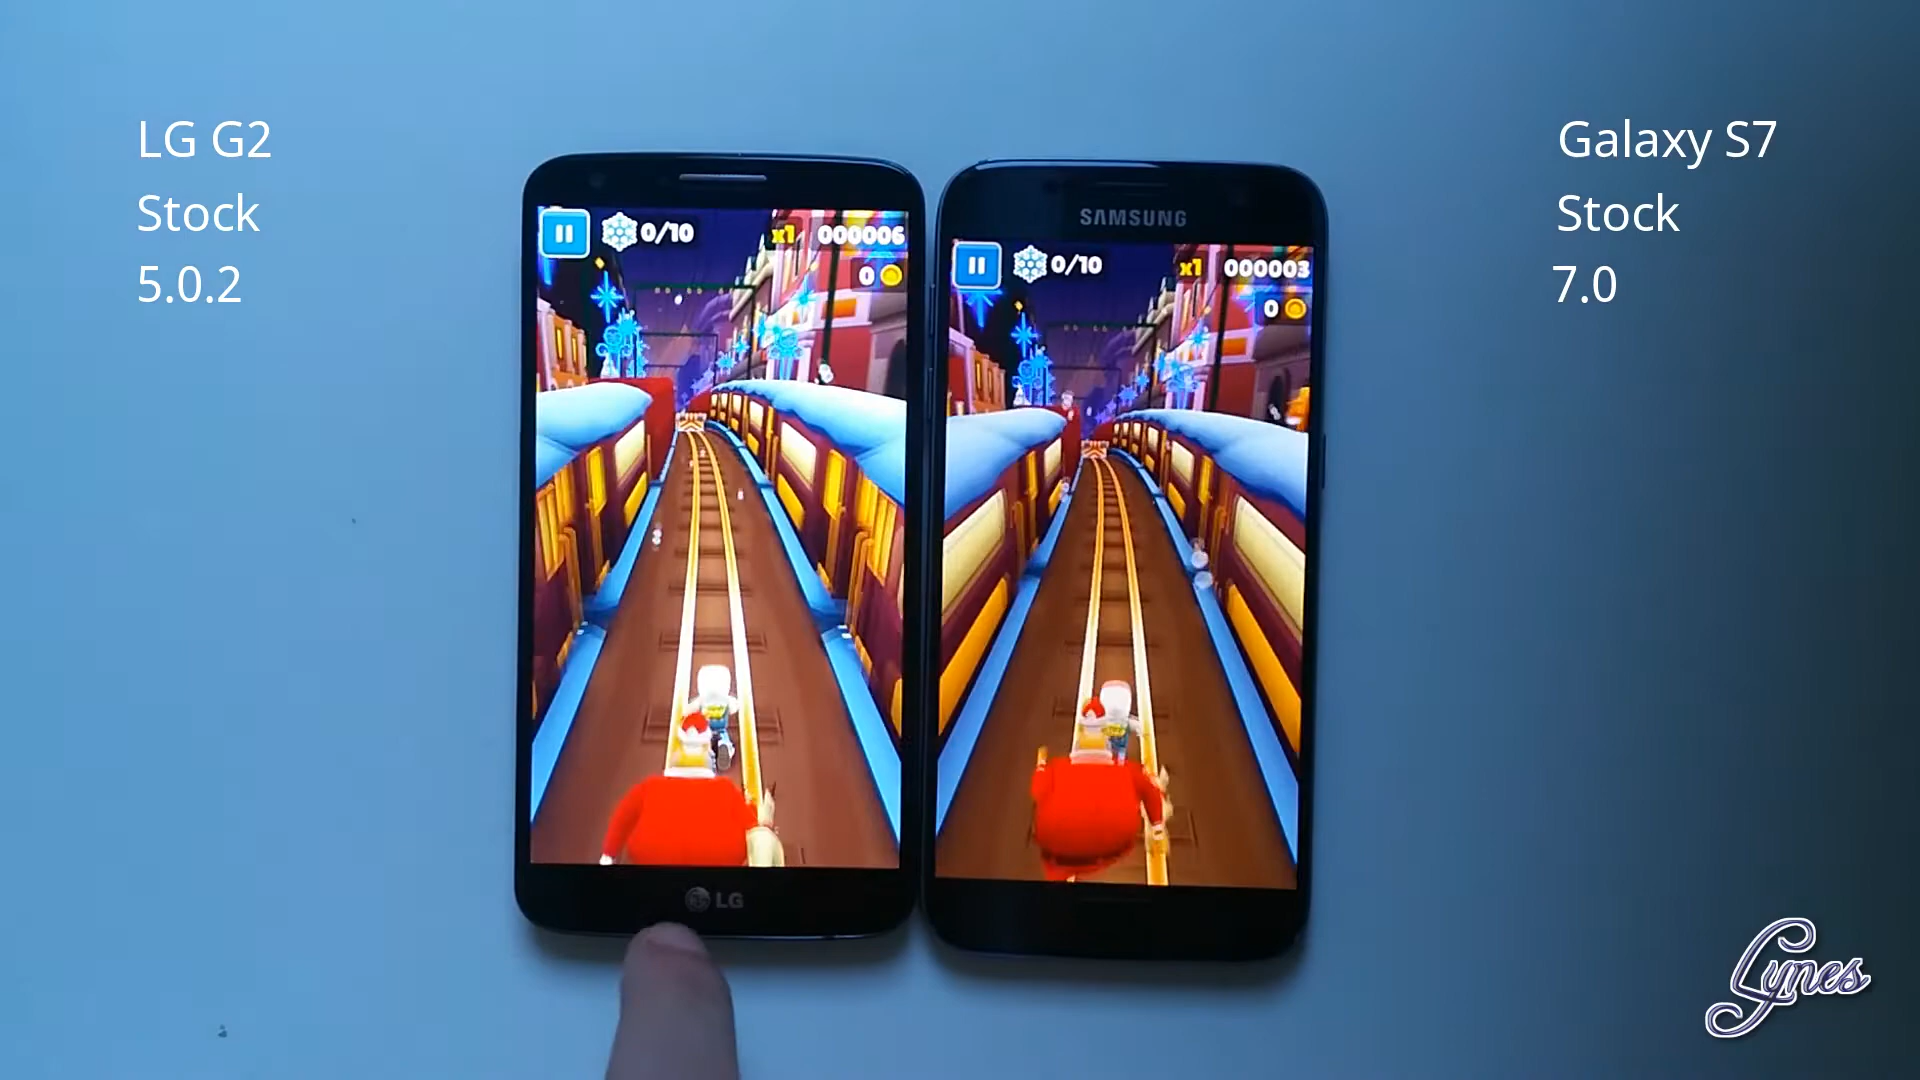 LG G2
Stock
5.0.2
Galaxy S7
Stock
7.0
0/10
x1 000006
0
LG
SAMSUNG
0/10
x1 000003
0
Lynes